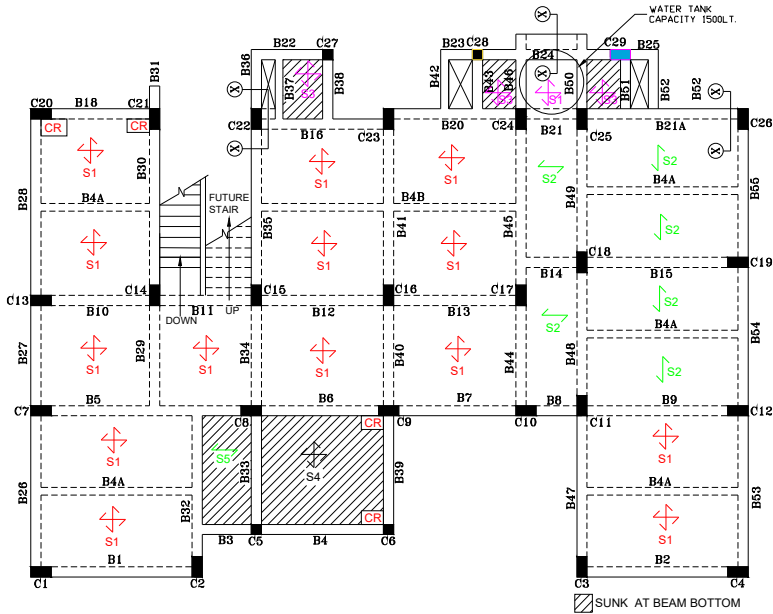 WATER TANK
CAPACITY 1500LT.
X
B22 C27
B23 C28
B24
C29 B25
B36
B31
X
B37
S3
B38
B42
B43
B46
X
B50
B51
B52
B52
S3
S1
S3
C20 B18 C21
C22
B16
C23
B20
C24
B21
C25
B21A
C26
CR
CR
X
X
S1
B30
S1
S1
S2
S2
B28
B4A
FUTURE
STAIR
N
B4B
B49
B4A
B55
B35
B41
B45
N
S1
S1
S1
S2
C18
C19
C14
C15
C16
C17
B14
B15
C13
B10
B11
DOWN
UP
B12
B13
S2
S2
B4A
B27
S1
B29
S1
B34
S1
B40
S1
B44
B48
S2
B54
B5
B6
B7
B8
B9
C7
C8
C9
C10
C11
C12
CR
S1
S5
B33
S4
B39
S1
B26
B4A
B32
B47
B4A
B53
S1
CR
S1
B3
C5
B4
C6
B1
B2
C1
C2
C3
C4
SUNK AT BEAM BOTTOM